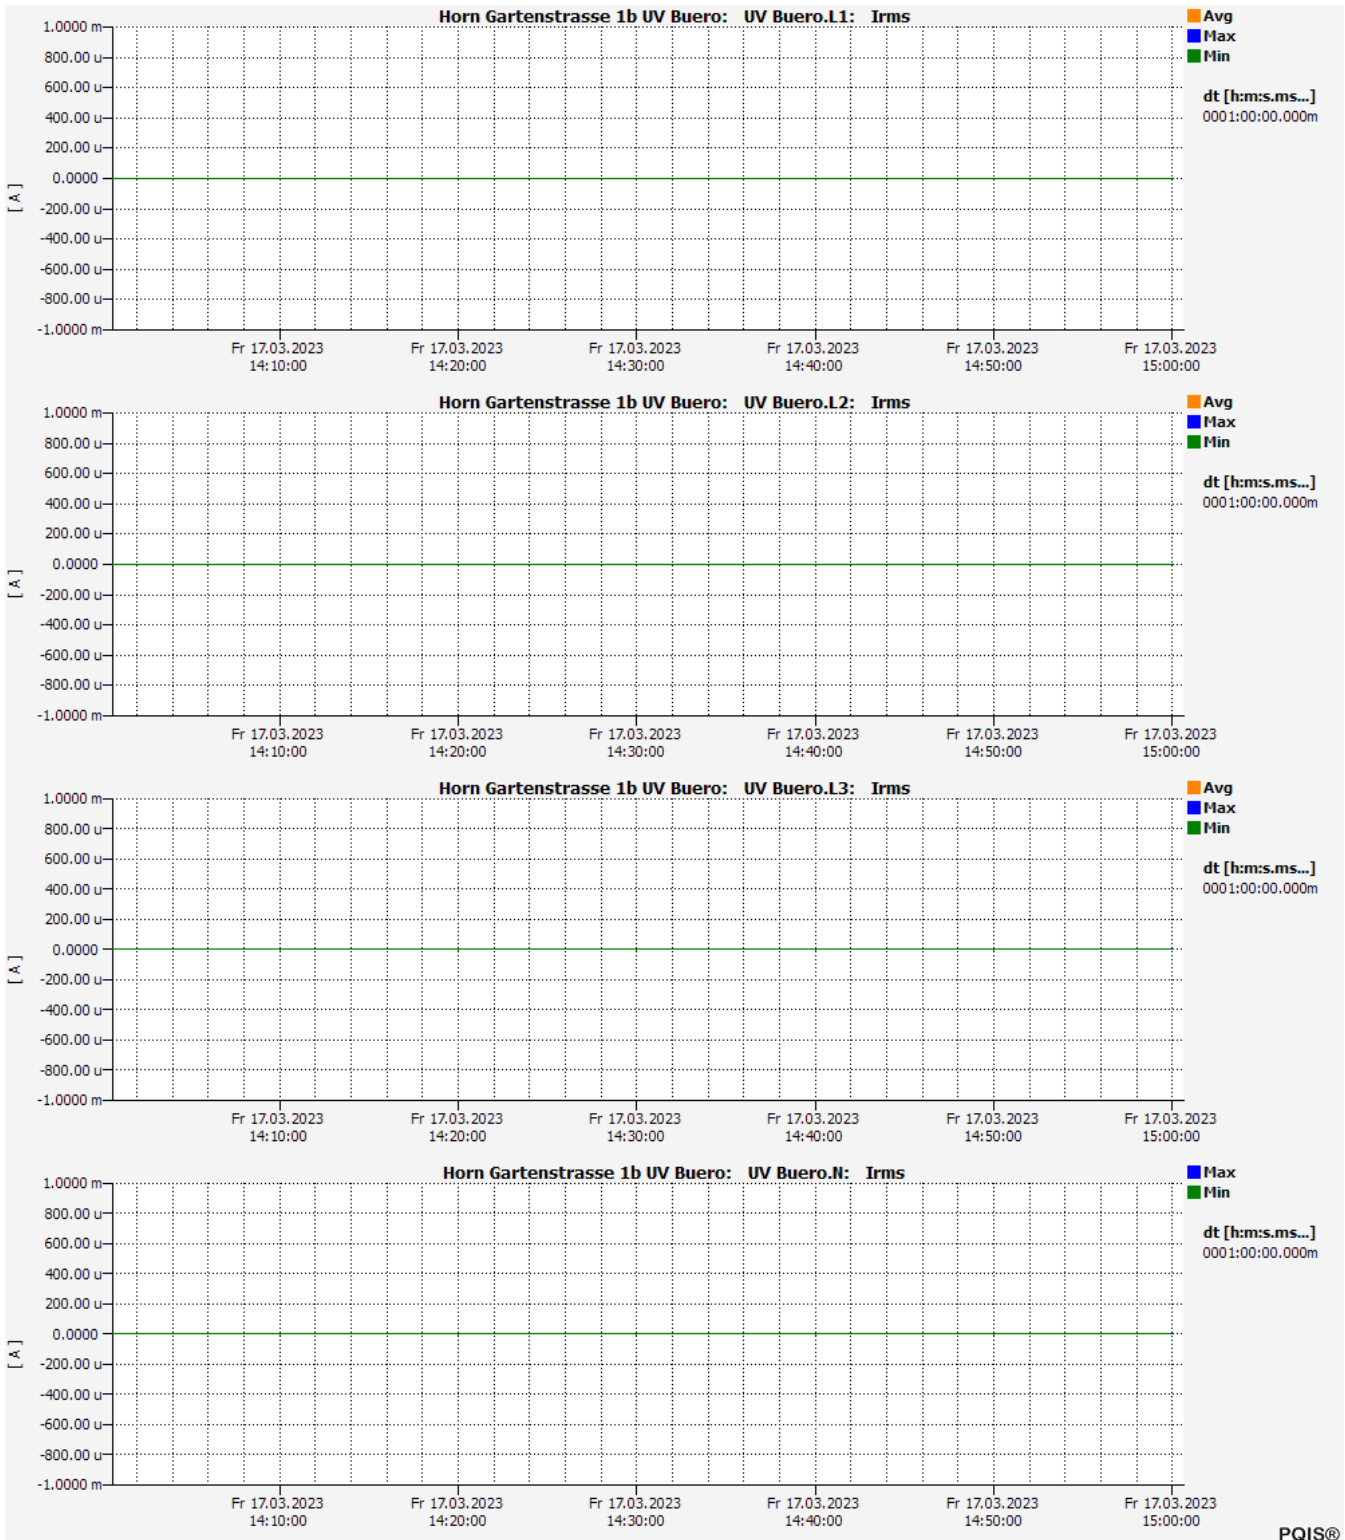 Horn Gartenstrasse 1b UV Buero: UV Buero.L1: Irms
Avg
Max
Min
dt [h:m:s.ms...]
0001:00:00.000m
1.0000 m
800.00 u
600.00 u
400.00 u
200.00 u
0.0000
-200.00 u
-400.00 u
-600.00 u
-800.00 u
-1.0000 m
[ A ]
Fr 17.03.2023 Fr 17.03.2023 Fr 17.03.2023 Fr 17.03.2023 Fr 17.03.2023 Fr 17.03.2023
14:10:00 14:20:00 14:30:00 14:40:00 14:50:00 15:00:00
Horn Gartenstrasse 1b UV Buero: UV Buero.L2: Irms
Avg
Max
Min
dt [h:m:s.ms...]
0001:00:00.000m
1.0000 m
800.00 u
600.00 u
400.00 u
200.00 u
0.0000
-200.00 u
-400.00 u
-600.00 u
-800.00 u
-1.0000 m
[ A ]
Fr 17.03.2023 Fr 17.03.2023 Fr 17.03.2023 Fr 17.03.2023 Fr 17.03.2023 Fr 17.03.2023
14:10:00 14:20:00 14:30:00 14:40:00 14:50:00 15:00:00
Horn Gartenstrasse 1b UV Buero: UV Buero.L3: Irms
Avg
Max
Min
dt [h:m:s.ms...]
0001:00:00.000m
1.0000 m
800.00 u
600.00 u
400.00 u
200.00 u
0.0000
-200.00 u
-400.00 u
-600.00 u
-800.00 u
-1.0000 m
[ A ]
Fr 17.03.2023 Fr 17.03.2023 Fr 17.03.2023 Fr 17.03.2023 Fr 17.03.2023 Fr 17.03.2023
14:10:00 14:20:00 14:30:00 14:40:00 14:50:00 15:00:00
Horn Gartenstrasse 1b UV Buero: UV Buero.N: Irms
Max
Min
dt [h:m:s.ms...]
0001:00:00.000m
1.0000 m
800.00 u
600.00 u
400.00 u
200.00 u
0.0000
-200.00 u
-400.00 u
-600.00 u
-800.00 u
-1.0000 m
[ A ]
Fr 17.03.2023 Fr 17.03.2023 Fr 17.03.2023 Fr 17.03.2023 Fr 17.03.2023 Fr 17.03.2023
14:10:00 14:20:00 14:30:00 14:40:00 14:50:00 15:00:00
PQIS®